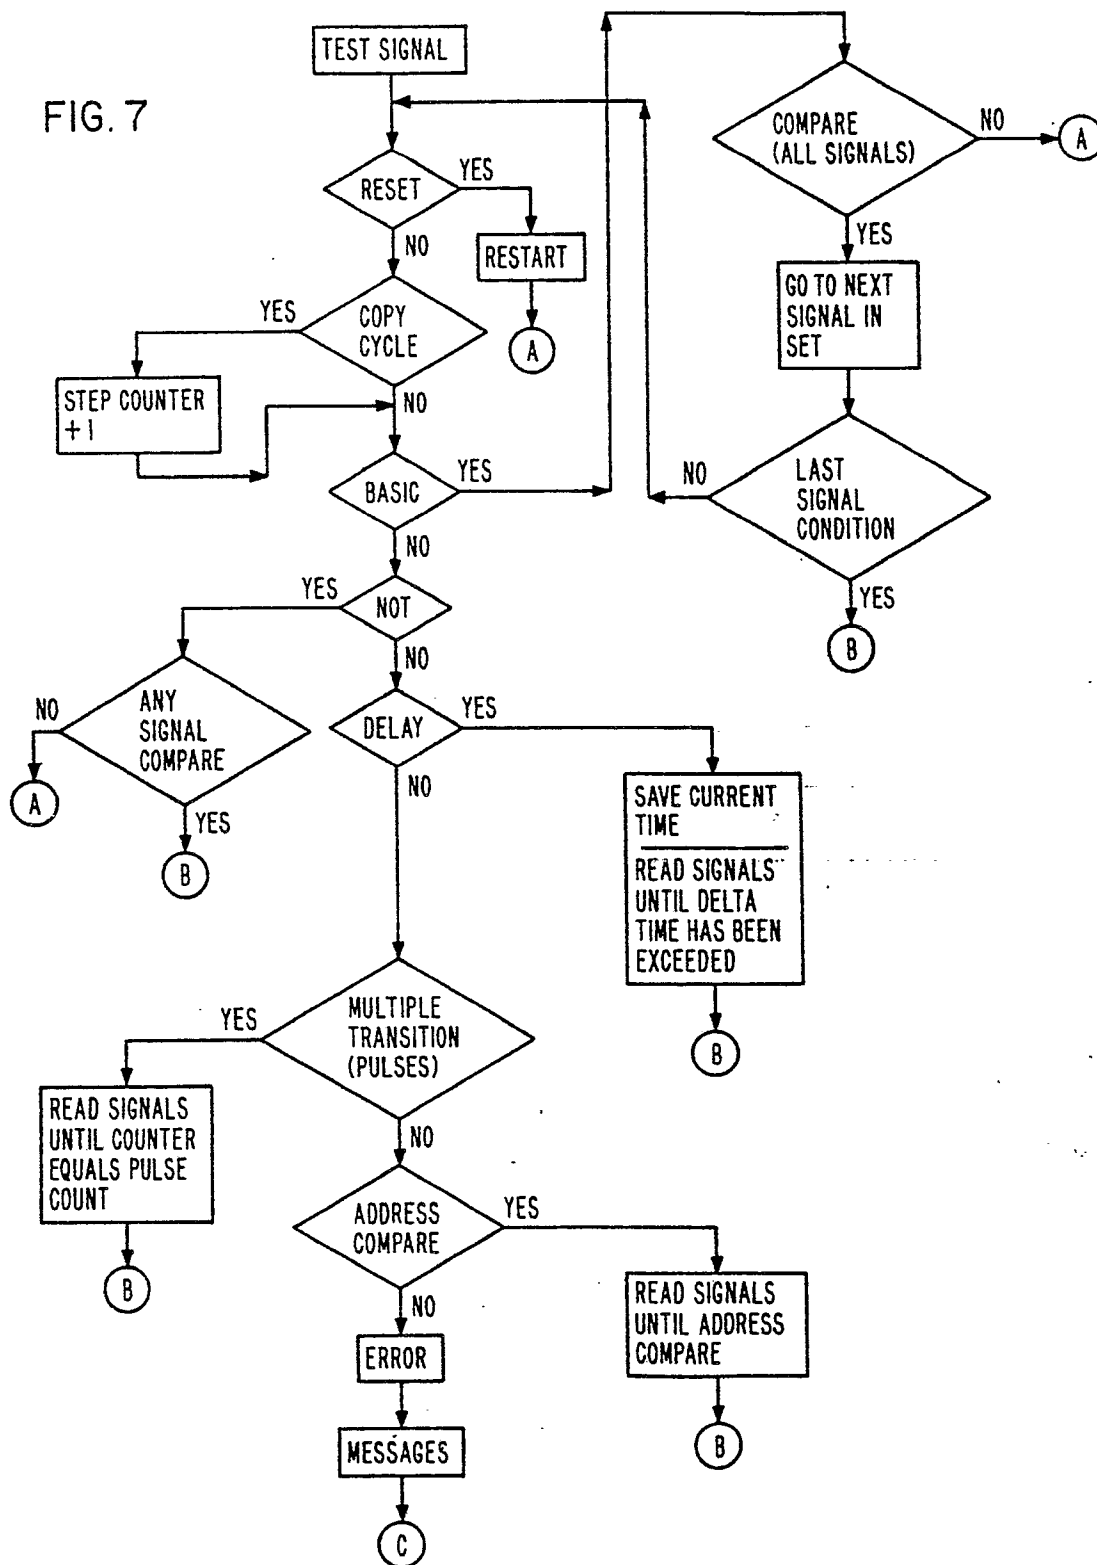 FIG. 7
TEST SIGNAL
RESET
YES
NO
RESTART
A
COPY
CYCLE
YES
NO
STEP COUNTER
+1
BASIC
YES
NO
COMPARE
(ALL SIGNALS)
NO
A
YES
GO TO NEXT
SIGNAL IN
SET
LAST
SIGNAL
CONDITION
NO
YES
B
NOT
YES
NO
ANY
SIGNAL
COMPARE
NO
A
YES
B
DELAY
YES
NO
SAVE CURRENT
TIME
READ SIGNALS
UNTIL DELTA
TIME HAS BEEN
EXCEEDED
B
MULTIPLE
TRANSITION
(PULSES)
YES
NO
READ SIGNALS
UNTIL COUNTER
EQUALS PULSE
COUNT
B
ADDRESS
COMPARE
YES
NO
READ SIGNALS
UNTIL ADDRESS
COMPARE
B
ERROR
MESSAGES
C